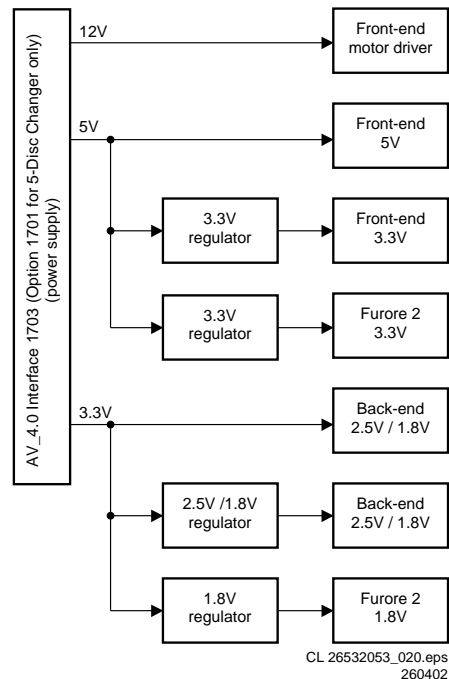 AV_4.0 Interface 1703 (Option 1701 for 5-Disc Changer only)
(power supply)
12V
Front-end
motor driver
5V
Front-end
5V
3.3V
regulator
Front-end
3.3V
3.3V
regulator
Furore 2
3.3V
3.3V
Back-end
2.5V / 1.8V
2.5V /1.8V
regulator
Back-end
2.5V / 1.8V
1.8V
regulator
Furore 2
1.8V
CL 26532053_020.eps
260402